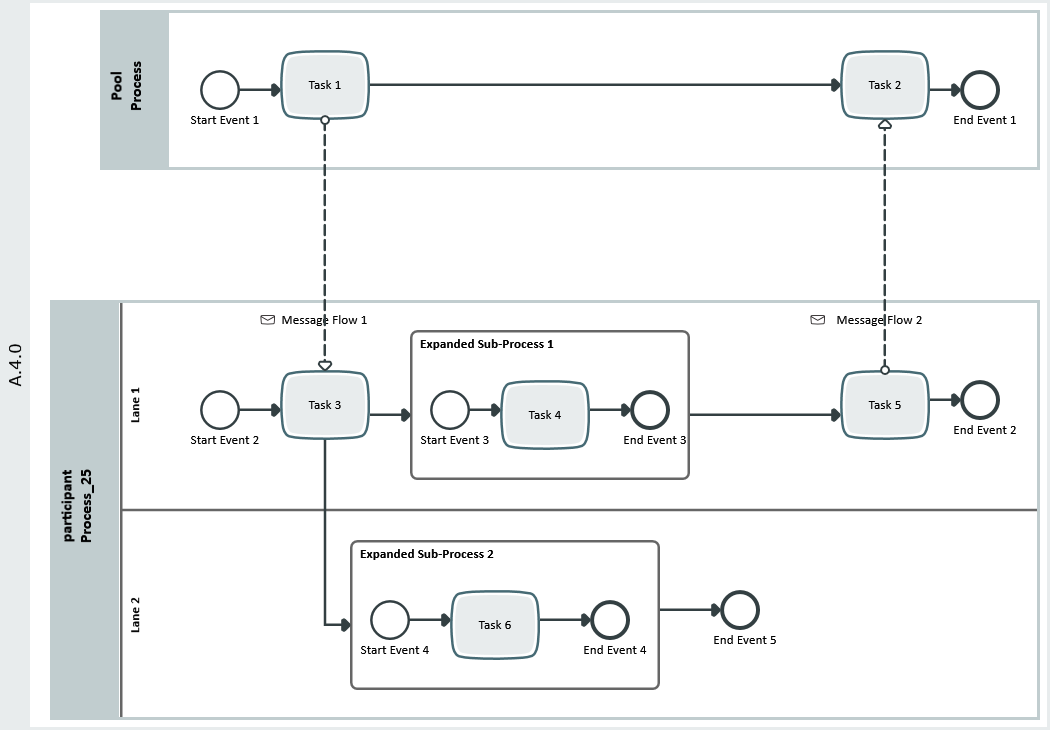 A.4.0
Pool
Process
Task 1
Task 2
Start Event 1
End Event 1
participant
Process_25
Lane 1
Message Flow 1
Message Flow 2
Expanded Sub-Process 1
Task 3
Task 4
Task 5
Start Event 2
Start Event 3
End Event 3
End Event 2
Lane 2
Expanded Sub-Process 2
Task 6
Start Event 4
End Event 4
End Event 5